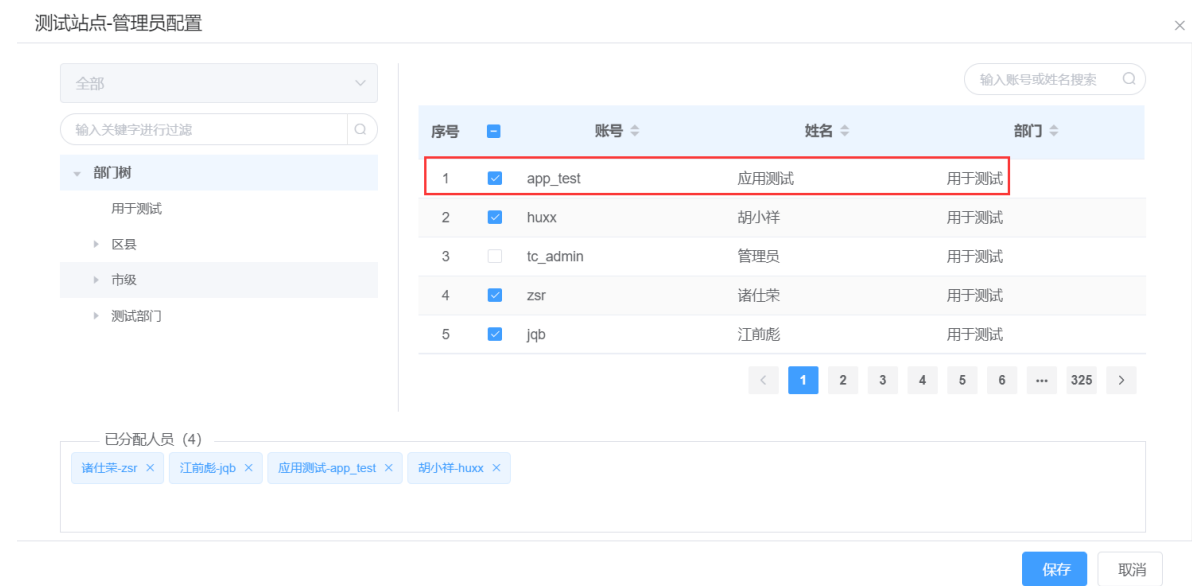 测试站点-管理员配置
全部
输入关键字进行过滤
部门树
用于测试
区县
市级
测试部门
输入账号或姓名搜索
序号 账号 姓名 部门
1 app_test 应用测试 用于测试
2 huxx 胡小祥 用于测试
3 tc_admin 管理员 用于测试
4 zsr 诸仕荣 用于测试
5 jqb 江前彪 用于测试
1 2 3 4 5 6 ··· 325
已分配人员 (4)
诸仕荣-zsr × 江前彪-jqb × 应用测试-app_test × 胡小祥-huxx ×
保存 取消